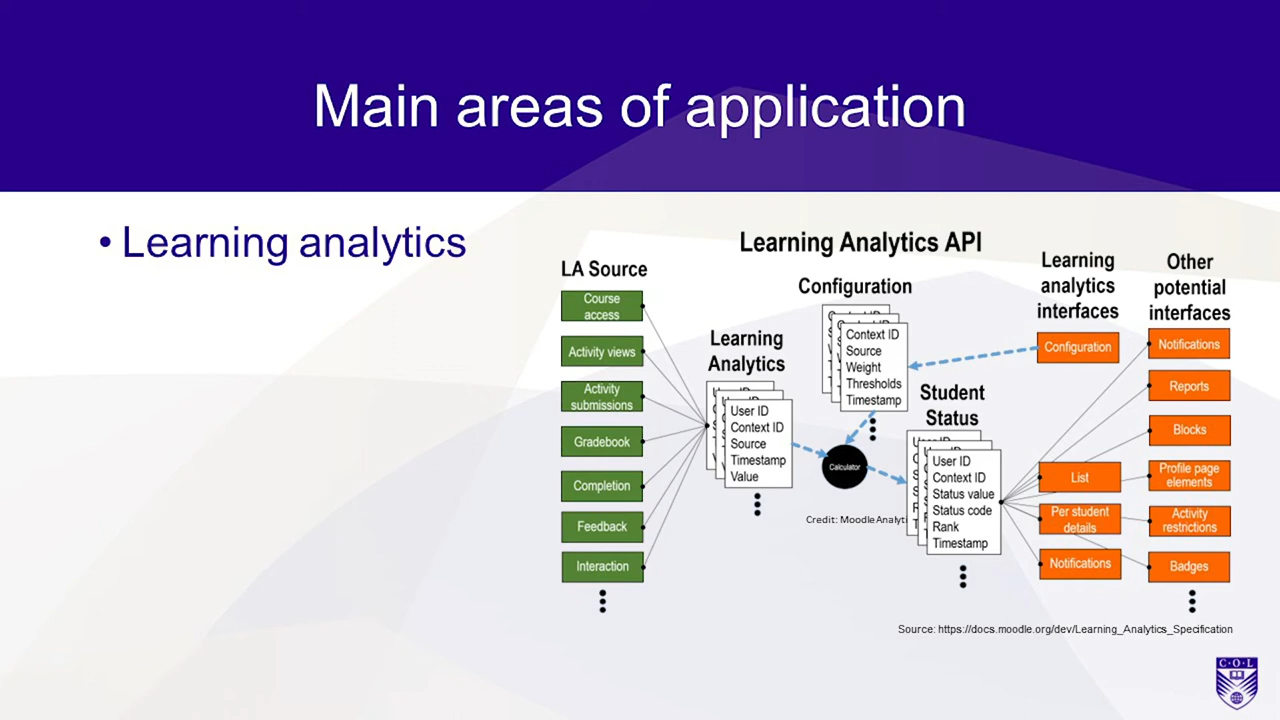 Main areas of application
• Learning analytics
Learning Analytics API
LA Source
Course
access
Activity views
Activity
submissions
Gradebook
Completion
Feedback
Interaction
Learning
Analytics
User ID
Context ID
Source
Timestamp
Value
Configuration
Context ID
Source
Weight
Thresholds
Timestamp
Calculator
Student
Status
User ID
Context ID
Status value
Status code
Rank
Timestamp
Credit: MoodleAnalyti
Learning
analytics
interfaces
Configuration
List
Per student
details
Notifications
Other
potential
interfaces
Notifications
Reports
Blocks
Profile page
elements
Activity
restrictions
Badges
Source: https://docs.moodle.org/dev/Learning_Analytics_Specification
C·O·L